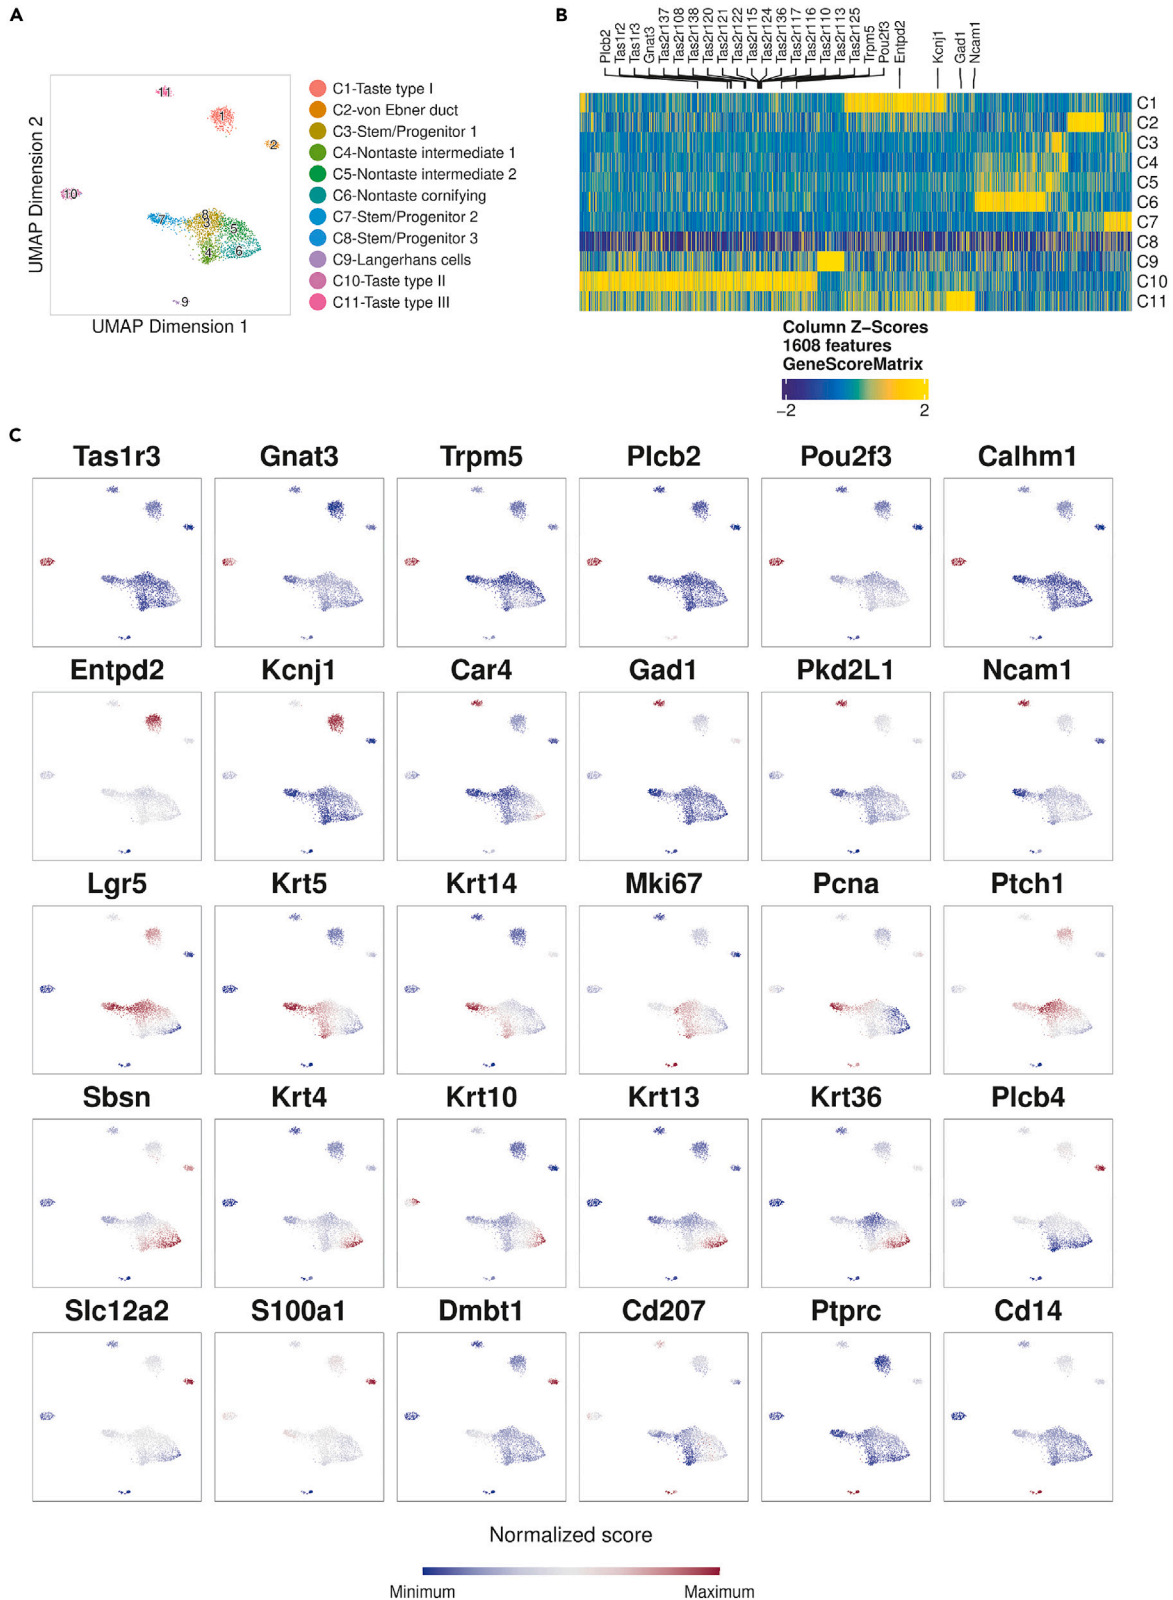 A
UMAP Dimension 2
UMAP Dimension 1
11
1
2
10
7
8
3
5
4
6
9
C1-Taste type I
C2-von Ebner duct
C3-Stem/Progenitor 1
C4-Nontaste intermediate 1
C5-Nontaste intermediate 2
C6-Nontaste cornifying
C7-Stem/Progenitor 2
C8-Stem/Progenitor 3
C9-Langerhans cells
C10-Taste type II
C11-Taste type III
B
Plcb2
Tas1r2
Tas1r3
Gnat3
Tas2r137
Tas2r108
Tas2r138
Tas2r120
Tas2r121
Tas2r122
Tas2r115
Tas2r124
Tas2r136
Tas2r117
Tas2r116
Tas2r110
Tas2r113
Tas2r125
Trpm5
Pou2f3
Entpd2
Kcnj1
Gad1
Ncam1
C1
C2
C3
C4
C5
C6
C7
C8
C9
C10
C11
Column Z-Scores
1608 features
GeneScoreMatrix
−2 2
C
Tas1r3 Gnat3 Trpm5 Plcb2 Pou2f3 Calhm1
Entpd2 Kcnj1 Car4 Gad1 Pkd2L1 Ncam1
Lgr5 Krt5 Krt14 Mki67 Pcna Ptch1
Sbsn Krt4 Krt10 Krt13 Krt36 Plcb4
Slc12a2 S100a1 Dmbt1 Cd207 Ptprc Cd14
Normalized score
Minimum Maximum